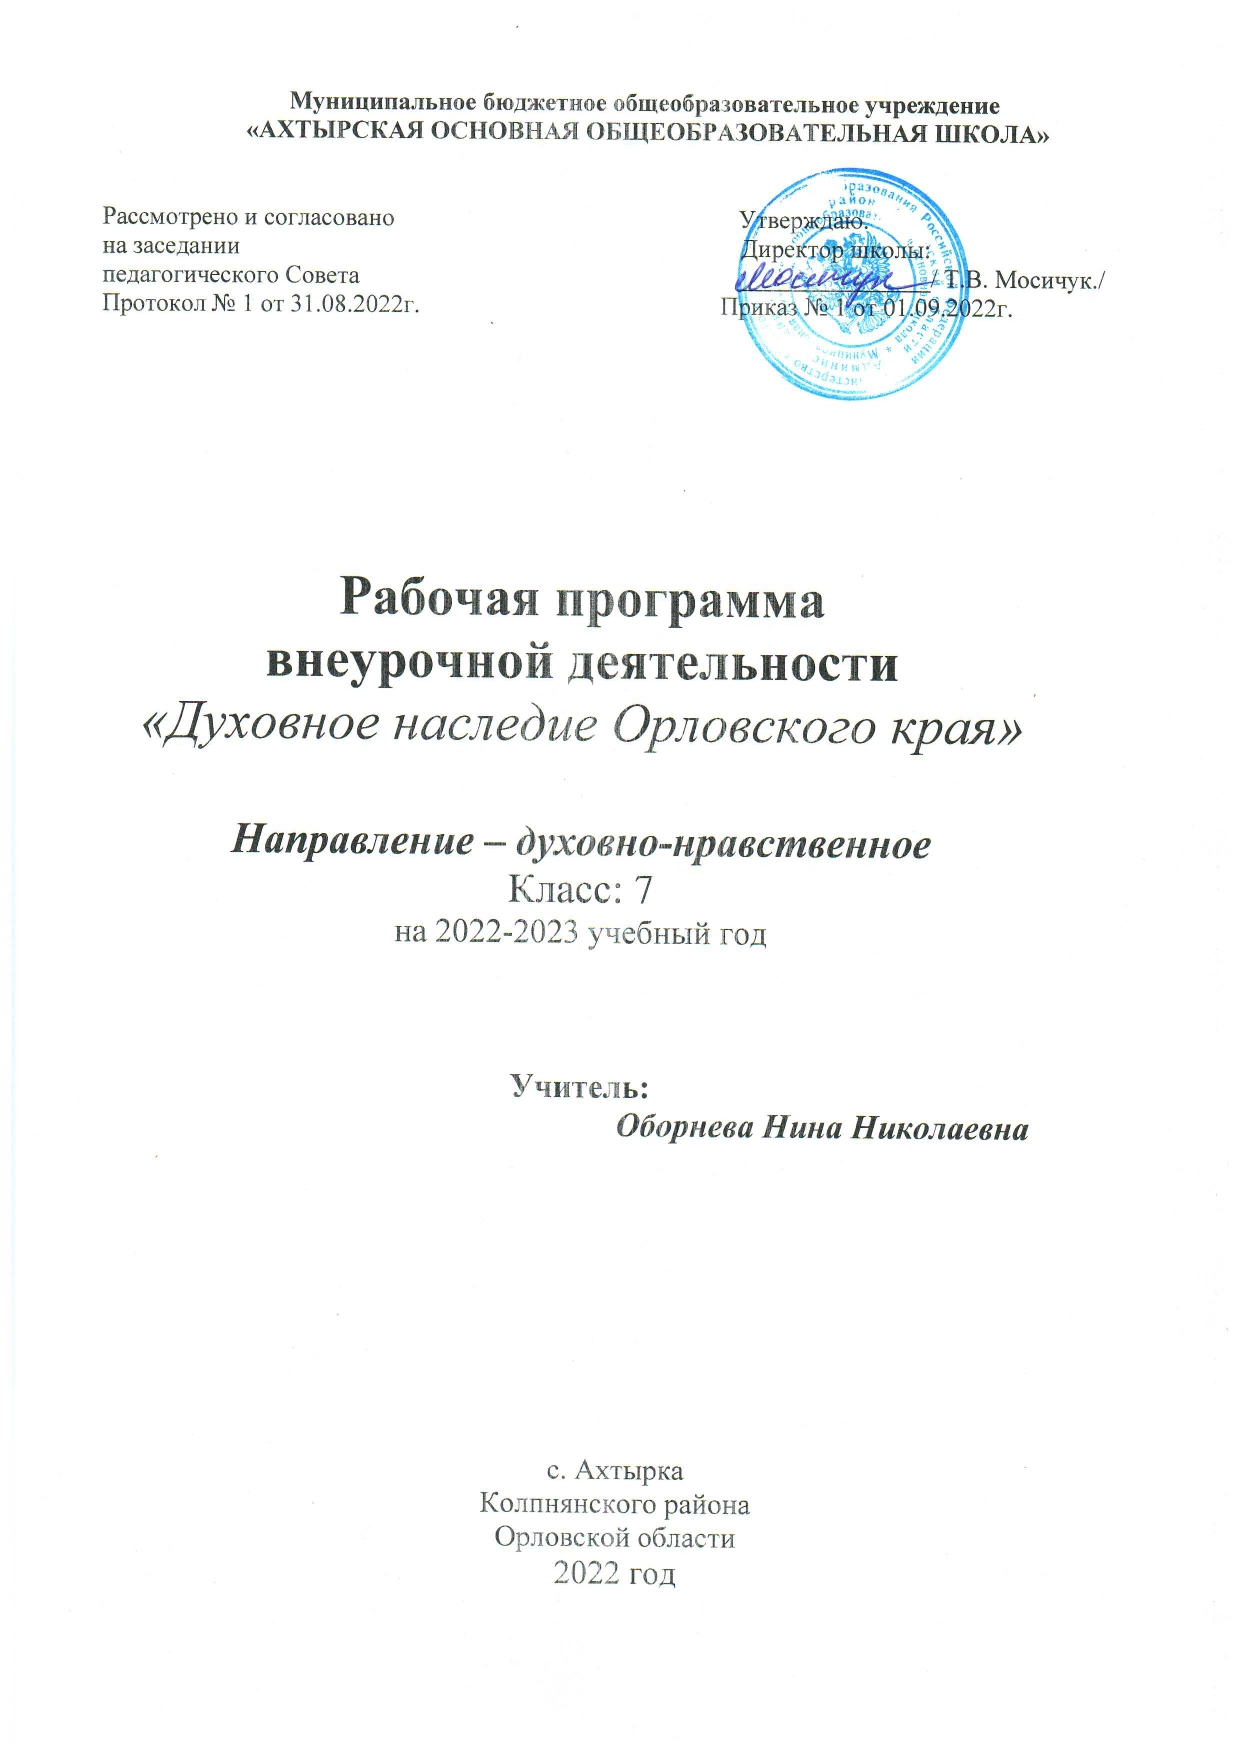 Муниципальное бюджетное общеобразовательное учреждение
«АХТЫРСКАЯ ОСНОВНАЯ ОБЩЕОБРАЗОВАТЕЛЬНАЯ ШКОЛА»
Рассмотрено и согласовано
на заседании
педагогического Совета
Протокол № 1 от 31.08.2022г.
Утверждаю.
Директор школы:
Мосичук / Т.В. Мосичук./
Приказ № 1 от 01.09.2022г.
Рабочая программа
внеурочной деятельности
«Духовное наследие Орловского края»
Направление – духовно-нравственное
Класс: 7
на 2022-2023 учебный год
Учитель:
Оборнева Нина Николаевна
с. Ахтырка
Колпнянского района
Орловской области
2022 год